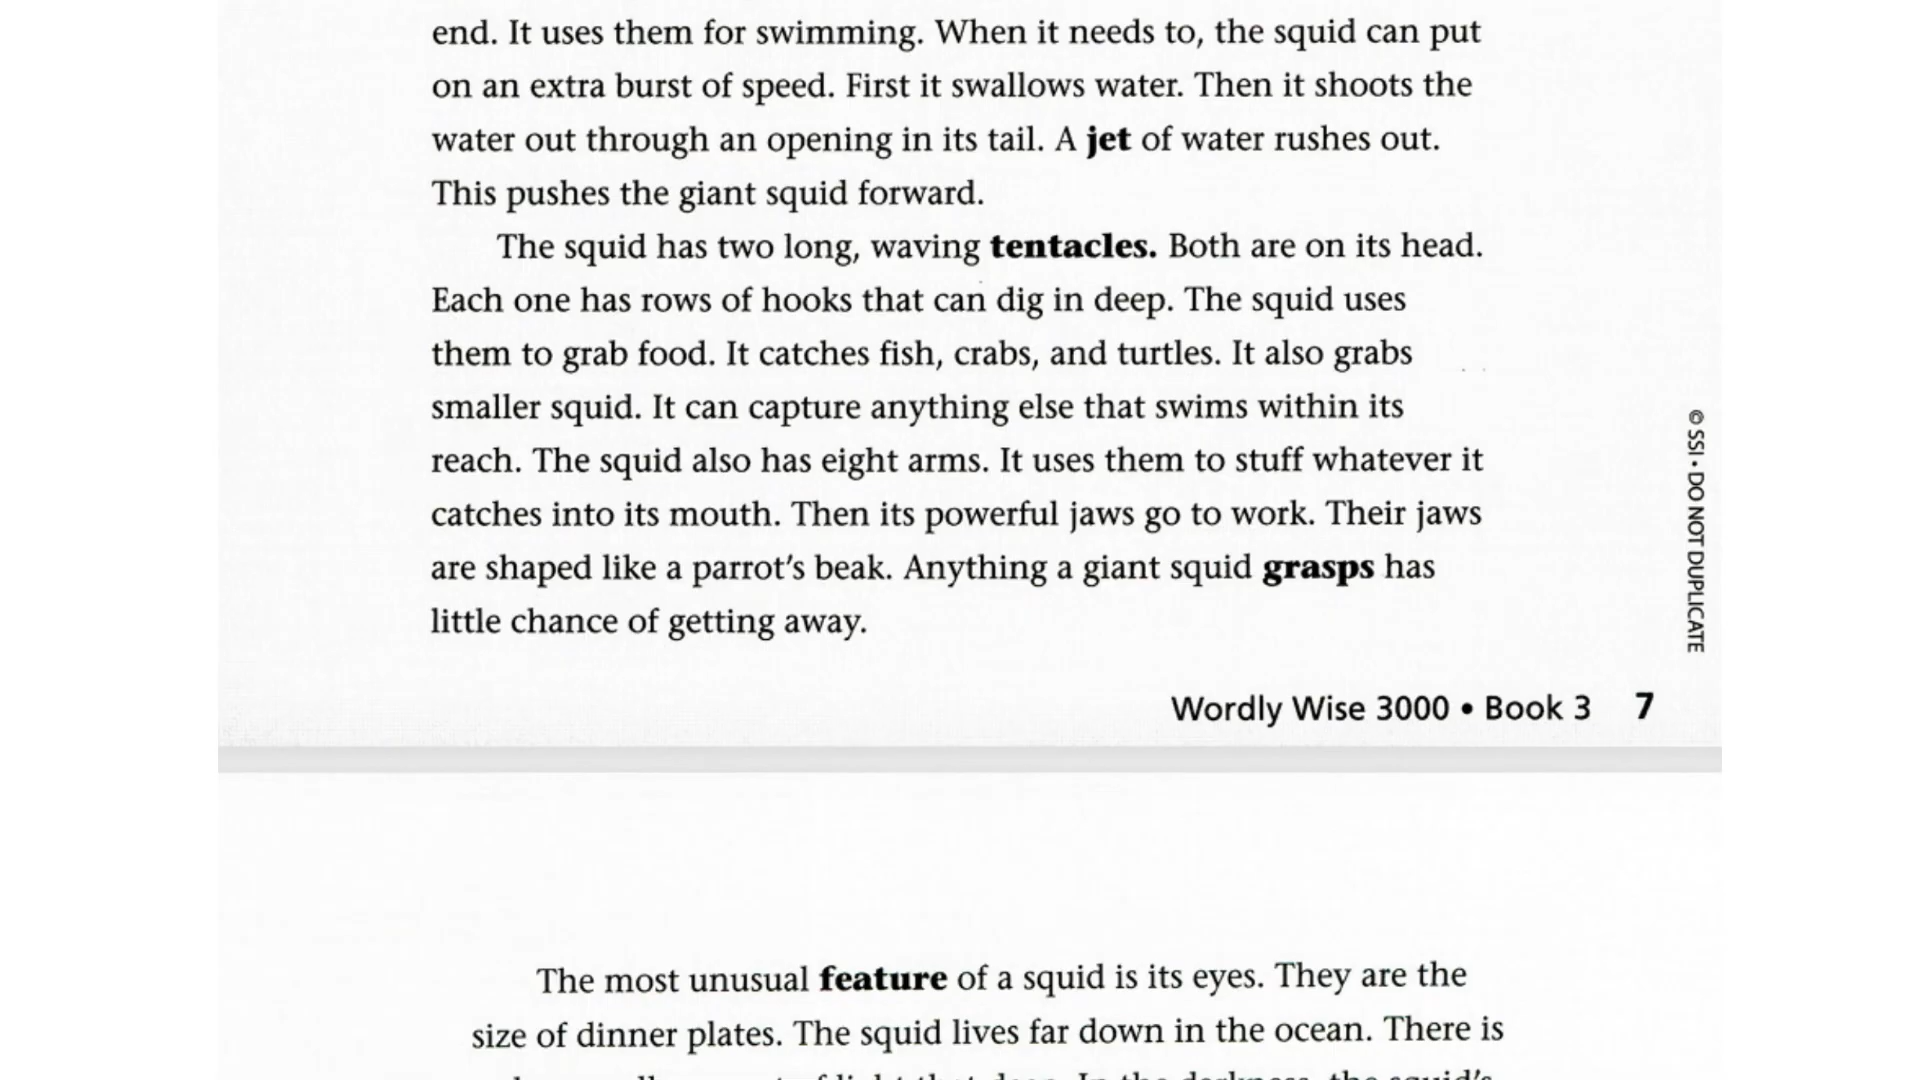 end. It uses them for swimming. When it needs to, the squid can put
on an extra burst of speed. First it swallows water. Then it shoots the
water out through an opening in its tail. A jet of water rushes out.
This pushes the giant squid forward.
The squid has two long, waving tentacles. Both are on its head.
Each one has rows of hooks that can dig in deep. The squid uses
them to grab food. It catches fish, crabs, and turtles. It also grabs
smaller squid. It can capture anything else that swims within its
reach. The squid also has eight arms. It uses them to stuff whatever it
catches into its mouth. Then its powerful jaws go to work. Their jaws
are shaped like a parrot's beak. Anything a giant squid grasps has
little chance of getting away.
© SSI • DO NOT DUPLICATE
Wordly Wise 3000 • Book 3 7
The most unusual feature of a squid is its eyes. They are the
size of dinner plates. The squid lives far down in the ocean. There is
of light that deep. In the darkness, the squid's